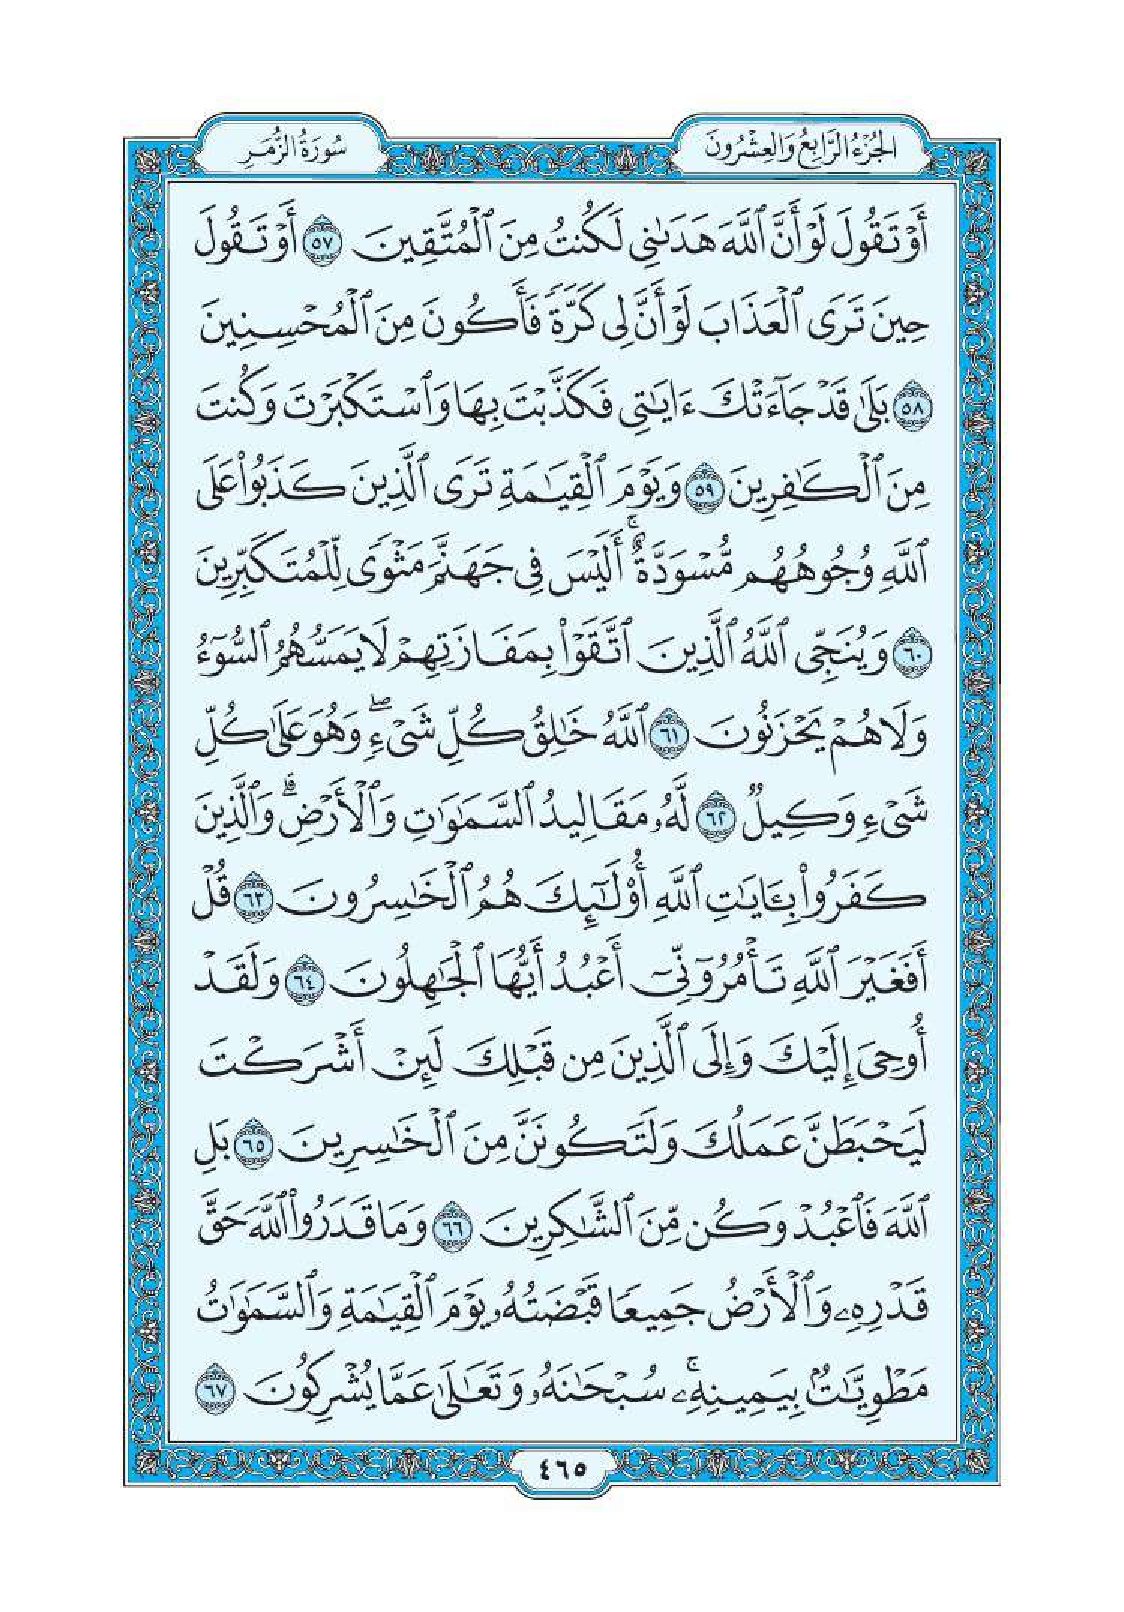 الجُزْءُ الرَّابِعُ وَالعِشْرُونَ
سُورَةُ الزُّمَرِ
أَوْ تَقُولَ لَوْ أَنَّ ٱللَّهَ هَدَىٰنِي لَكُنتُ مِنَ ٱلْمُتَّقِينَ ٥٧ أَوْ تَقُولَ
حِينَ تَرَى ٱلْعَذَابَ لَوْ أَنَّ لِي كَرَّةً فَأَكُونَ مِنَ ٱلْمُحْسِنِينَ
٥٨ بَلَىٰ قَدْ جَآءَتْكَ ءَايَٰتِي فَكَذَّبْتَ بِهَا وَٱسْتَكْبَرْتَ وَكُنتَ
مِنَ ٱلْكَٰفِرِينَ ٥٩ وَيَوْمَ ٱلْقِيَٰمَةِ تَرَى ٱلَّذِينَ كَذَبُوا۟ عَلَى
ٱللَّهِ وُجُوهُهُم مُّسْوَدَّةٌ ۚ أَلَيْسَ فِي جَهَنَّمَ مَثْوًى لِّلْمُتَكَبِّرِينَ
٦٠ وَيُنَجِّي ٱللَّهُ ٱلَّذِينَ ٱتَّقَوْا۟ بِمَفَازَتِهِمْ لَا يَمَسُّهُمُ ٱلسُّوٓءُ
وَلَا هُمْ يَحْزَنُونَ ٦١ ٱللَّهُ خَٰلِقُ كُلِّ شَىْءٍ ۖ وَهُوَ عَلَىٰ كُلِّ
شَىْءٍ وَكِيلٌ ٦٢ لَّهُۥ مَقَالِيدُ ٱلسَّمَٰوَٰتِ وَٱلْأَرْضِ ۗ وَٱلَّذِينَ
كَفَرُوا۟ بِـَٔايَٰتِ ٱللَّهِ أُو۟لَٰٓئِكَ هُمُ ٱلْخَٰسِرُونَ ٦٣ قُلْ
أَفَغَيْرَ ٱللَّهِ تَأْمُرُوٓنِّىٓ أَعْبُدُ أَيُّهَا ٱلْجَٰهِلُونَ ٦٤ وَلَقَدْ
أُوحِىَ إِلَيْكَ وَإِلَى ٱلَّذِينَ مِن قَبْلِكَ لَئِنْ أَشْرَكْتَ
لَيَحْبَطَنَّ عَمَلُكَ وَلَتَكُونَنَّ مِنَ ٱلْخَٰسِرِينَ ٦٥ بَلِ
ٱللَّهَ فَٱعْبُدْ وَكُن مِّنَ ٱلشَّٰكِرِينَ ٦٦ وَمَا قَدَرُوا۟ ٱللَّهَ حَقَّ
قَدْرِهِۦ وَٱلْأَرْضُ جَمِيعًا قَبْضَتُهُۥ يَوْمَ ٱلْقِيَٰمَةِ وَٱلسَّمَٰوَٰتُ
مَطْوِيَّٰتٌۢ بِيَمِينِهِۦ ۚ سُبْحَٰنَهُۥ وَتَعَٰلَىٰ عَمَّا يُشْرِكُونَ ٦٧
٤٦٥